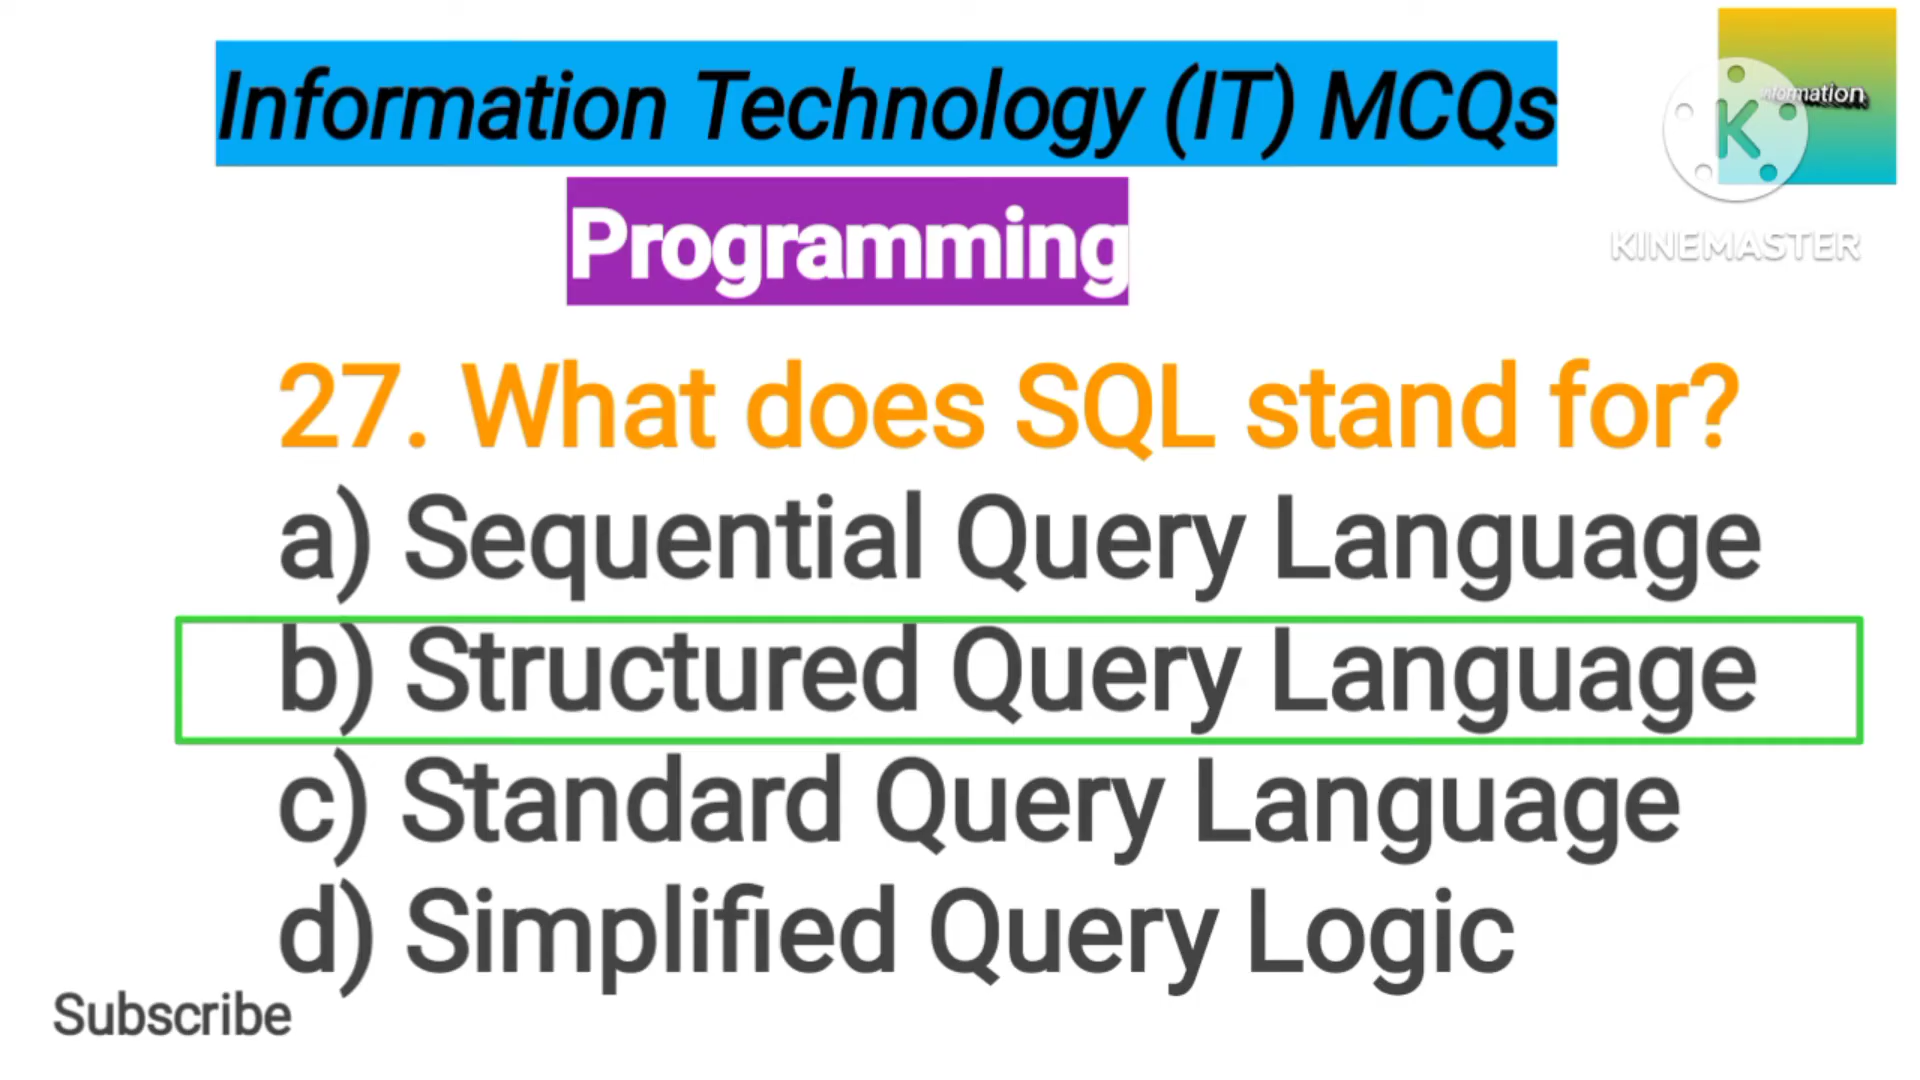 Information Technology (IT) MCQs
Information
K
KINEMASTER
Programming
27. What does SQL stand for?
a) Sequential Query Language
b) Structured Query Language
c) Standard Query Language
d) Simplified Query Logic
Subscribe